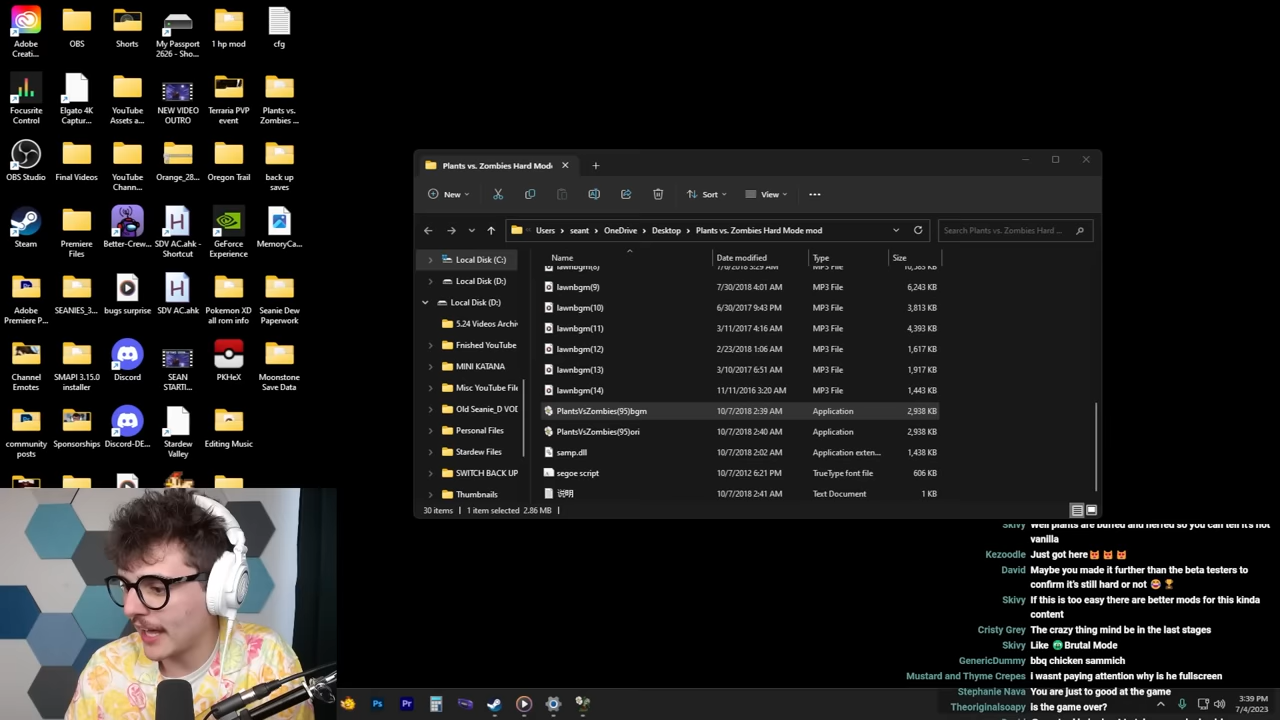 Adobe
Creati...
OBS
Shorts
My Passport
2626 - Sho...
1 hp mod
cfg
Focusrite
Control
Elgato 4K
Captur...
YouTube
Assets a...
NEW VIDEO
OUTRO
Terraria PVP
event
Plants vs.
Zombies ...
OBS Studio
Final Videos
YouTube
Chann...
Orange_28...
Oregon Trail
back up
saves
Steam
Premiere
Files
Better-Crew...
SDV AC.ahk -
Shortcut
GeForce
Experience
MemoryCa...
Adobe
Premiere P...
SEANIES_3...
bugs surprise
SDV AC.ahk
Pokemon XD
all rom info
Seanie Dew
Paperwork
Channel
Emotes
SMAPI 3.15.0
installer
Discord
SEAN
STARTI...
PKHeX
Moonstone
Save Data
community
posts
Sponsorships
Discord-DE...
Stardew
Valley
Editing Music
Plants vs. Zombies Hard Mode
New
Sort
View
Users > seant > OneDrive > Desktop > Plants vs. Zombies Hard Mode mod
Search Plants vs. Zombies Hard ...
Local Disk (C:)
Local Disk (D:)
Local Disk (D:)
5.24 Videos Archi
Fnished YouTube
MINI KATANA
Misc YouTube File
Old Seanie_D VOD
Personal Files
Stardew Files
SWITCH BACK UP
Thumbnails
Name Date modified Type Size
lawnbgm(8) 7/6/2018 3:29 AM MP3 File 10,385 KB
lawnbgm(9) 7/30/2018 4:01 AM MP3 File 6,243 KB
lawnbgm(10) 6/30/2017 9:43 PM MP3 File 3,813 KB
lawnbgm(11) 3/11/2017 4:16 AM MP3 File 4,393 KB
lawnbgm(12) 2/23/2018 1:06 AM MP3 File 1,617 KB
lawnbgm(13) 3/10/2017 6:51 AM MP3 File 1,917 KB
lawnbgm(14) 11/11/2016 3:20 AM MP3 File 1,443 KB
PlantsVsZombies(95)bgm 10/7/2018 2:39 AM Application 2,938 KB
PlantsVsZombies(95)ori 10/7/2018 2:40 AM Application 2,938 KB
samp.dll 10/7/2018 2:02 AM Application exten... 1,438 KB
segoe script 10/7/2012 6:21 PM TrueType font file 606 KB
说明 10/7/2018 2:41 AM Text Document 1 KB
30 items 1 item selected 2.86 MB
Skivy Well plants are buffed and nerfed so you can tell it's not
vanilla
Kezoodle Just got here
David Maybe you made it further than the beta testers to
confirm it's still hard or not
Skivy If this is too easy there are better mods for this kinda
content
Cristy Grey The crazy thing mind be in the last stages
Skivy Like Brutal Mode
GenericDummy bbq chicken sammich
Mustard and Thyme Crepes i wasnt paying attention why is he fullscreen
Stephanie Nava You are just to good at the game
Theoriginalsoapy is the game over?
3:39 PM
7/4/2023